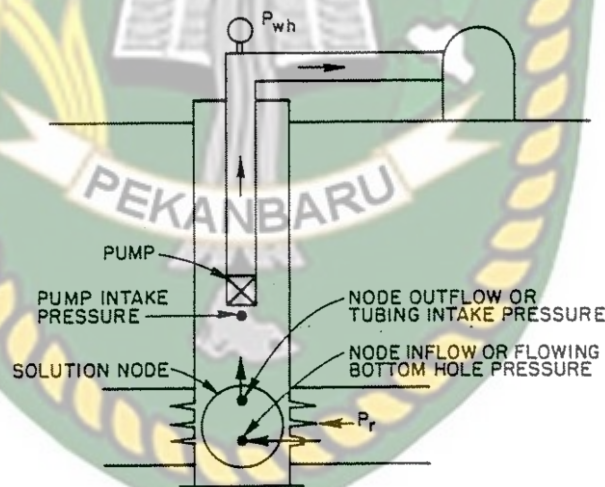 Pwh
PEKANBARU
PUMP
PUMP INTAKE
PRESSURE
NODE OUTFLOW OR
TUBING INTAKE PRESSURE
SOLUTION NODE
NODE INFLOW OR FLOWING
BOTTOM HOLE PRESSURE
Pr